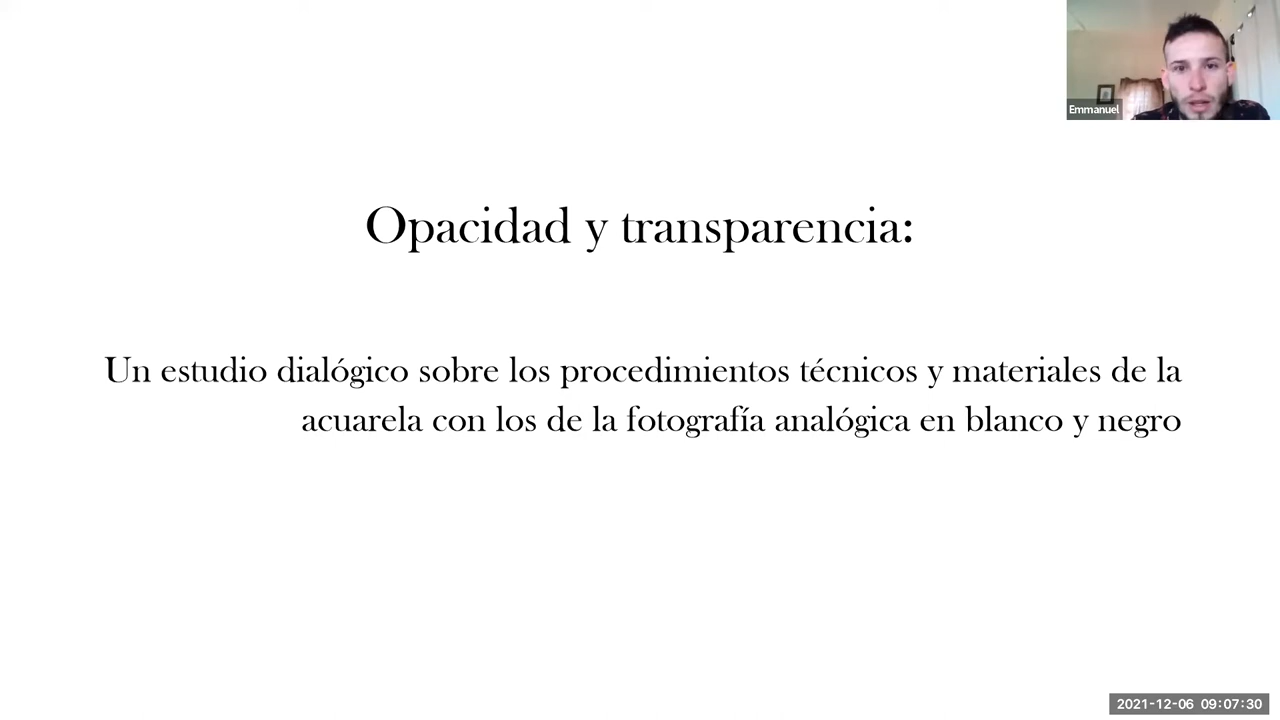 Emmanuel
Opacidad y transparencia:
Un estudio dialógico sobre los procedimientos técnicos y materiales de la
acuarela con los de la fotografía analógica en blanco y negro
2021-12-06 09:07:30